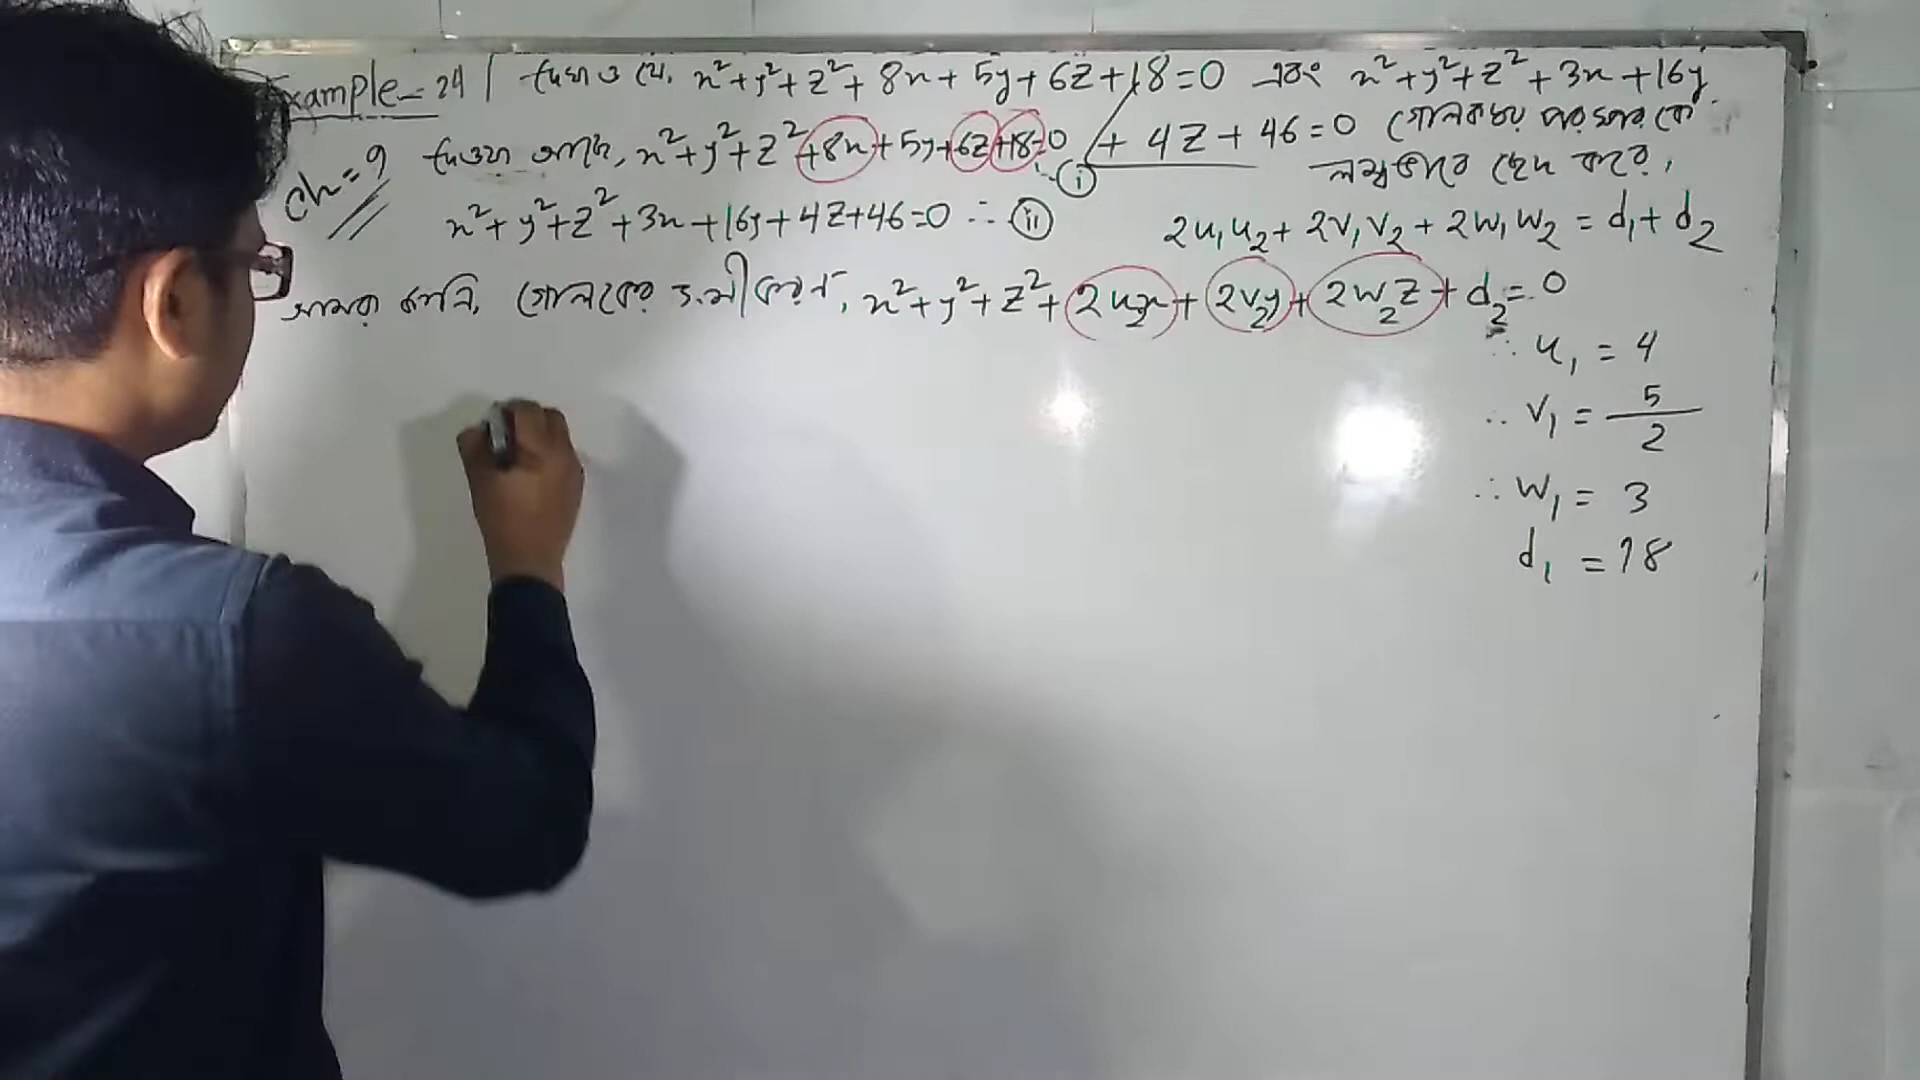 Example-24 | দেখাও যে, x²+y²+z²+8x+5y+6z+18=0 এবং x²+y²+z²+3x+16y
+4z+46=0 গোলকদ্বয় পরস্পরকে
লম্বভাবে ছেদ করে।
Ch=9
দেওয়া আছে, x²+y²+z²+8x+5y+6z+18=0 ... (i)
x²+y²+z²+3x+16y+4z+46=0 ... (ii)
2u₁u₂+2v₁v₂+2w₁w₂=d₁+d₂
আমরা জানি, গোলকের সমীকরণ, x²+y²+z²+2u₂x+2v₂y+2w₂z+d₂=0
∴ u₁ = 4
∴ v₁ = 5/2
∴ w₁ = 3
d₁ = 18